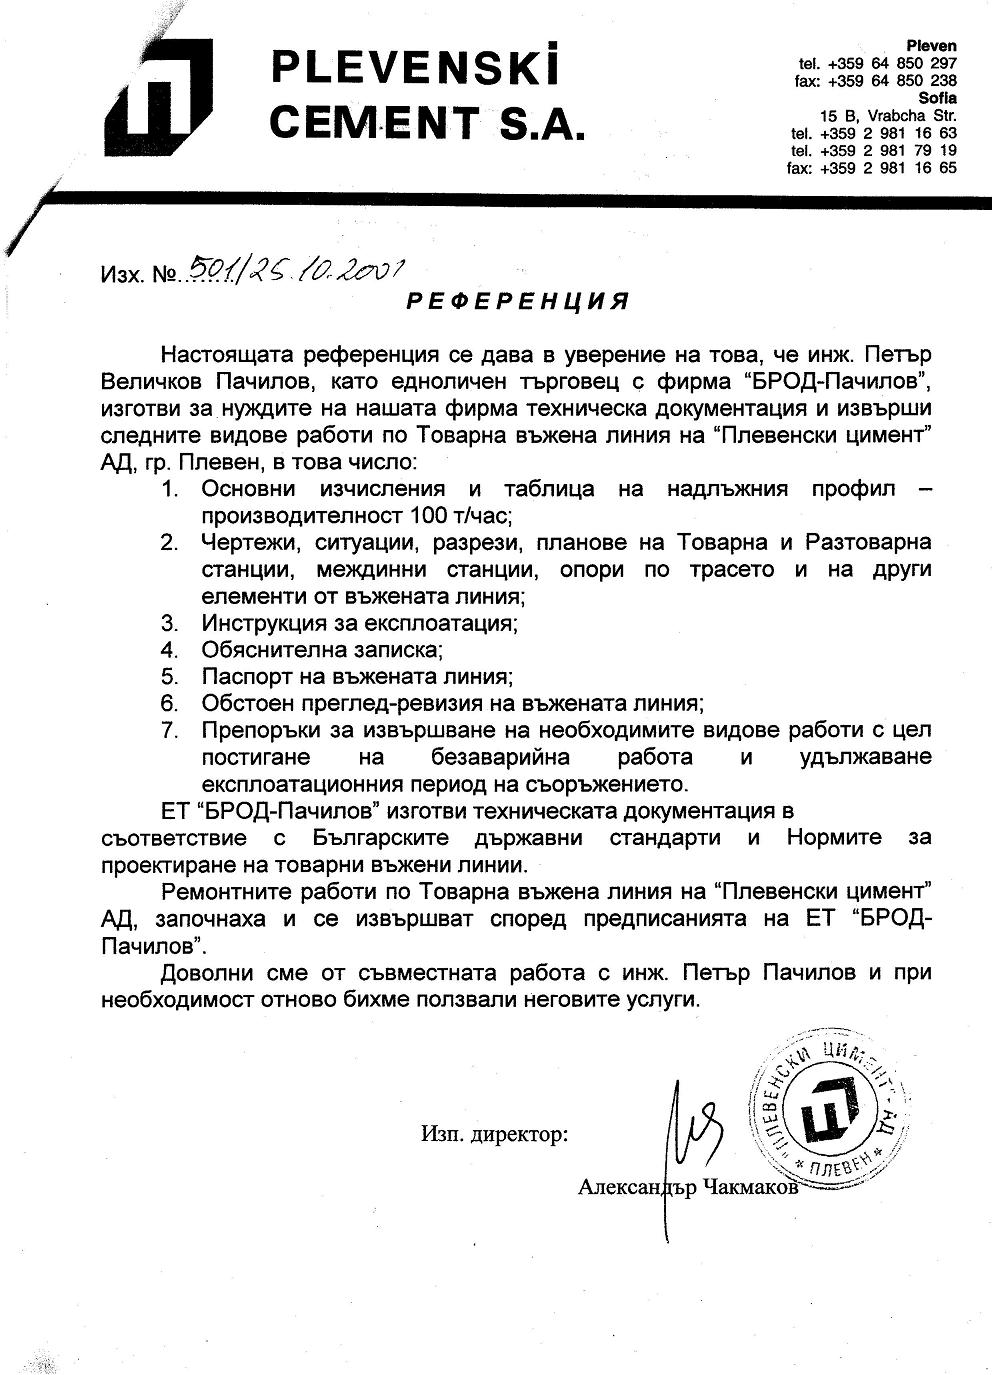 PLEVENSKI
CEMENT S.A.
Pleven
tel. +359 64 850 297
fax: +359 64 850 238
Sofia
15 B, Vrabcha Str.
tel. +359 2 981 16 63
tel. +359 2 981 79 19
fax: +359 2 981 16 65
Изх. №. 501/25.10.2001
РЕФЕРЕНЦИЯ
Настоящата референция се дава в уверение на това, че инж. Петър
Величков Пачилов, като едноличен търговец с фирма “БРОД-Пачилов”,
изготви за нуждите на нашата фирма техническа документация и извърши
следните видове работи по Товарна въжена линия на “Плевенски цимент”
АД, гр. Плевен, в това число:
1. Основни изчисления и таблица на надлъжния профил –
производителност 100 т/час;
2. Чертежи, ситуации, разрези, планове на Товарна и Разтоварна
станции, междинни станции, опори по трасето и на други
елементи от въжената линия;
3. Инструкция за експлоатация;
4. Обяснителна записка;
5. Паспорт на въжената линия;
6. Обстоен преглед-ревизия на въжената линия;
7. Препоръки за извършване на необходимите видове работи с цел
постигане на безаварийна работа и удължаване
експлоатационния период на съоръжението.
ЕТ “БРОД-Пачилов” изготви техническата документация в
съответствие с Българските държавни стандарти и Нормите за
проектиране на товарни въжени линии.
Ремонтните работи по Товарна въжена линия на “Плевенски цимент”
АД, започнаха и се извършват според предписанията на ЕТ “БРОД-
Пачилов”.
Доволни сме от съвместната работа с инж. Петър Пачилов и при
необходимост отново бихме ползвали неговите услуги.
Изп. директор:
Александър Чакмаков
"ПЛЕВЕНСКИ ЦИМЕНТ" - АД
* ПЛЕВЕН *